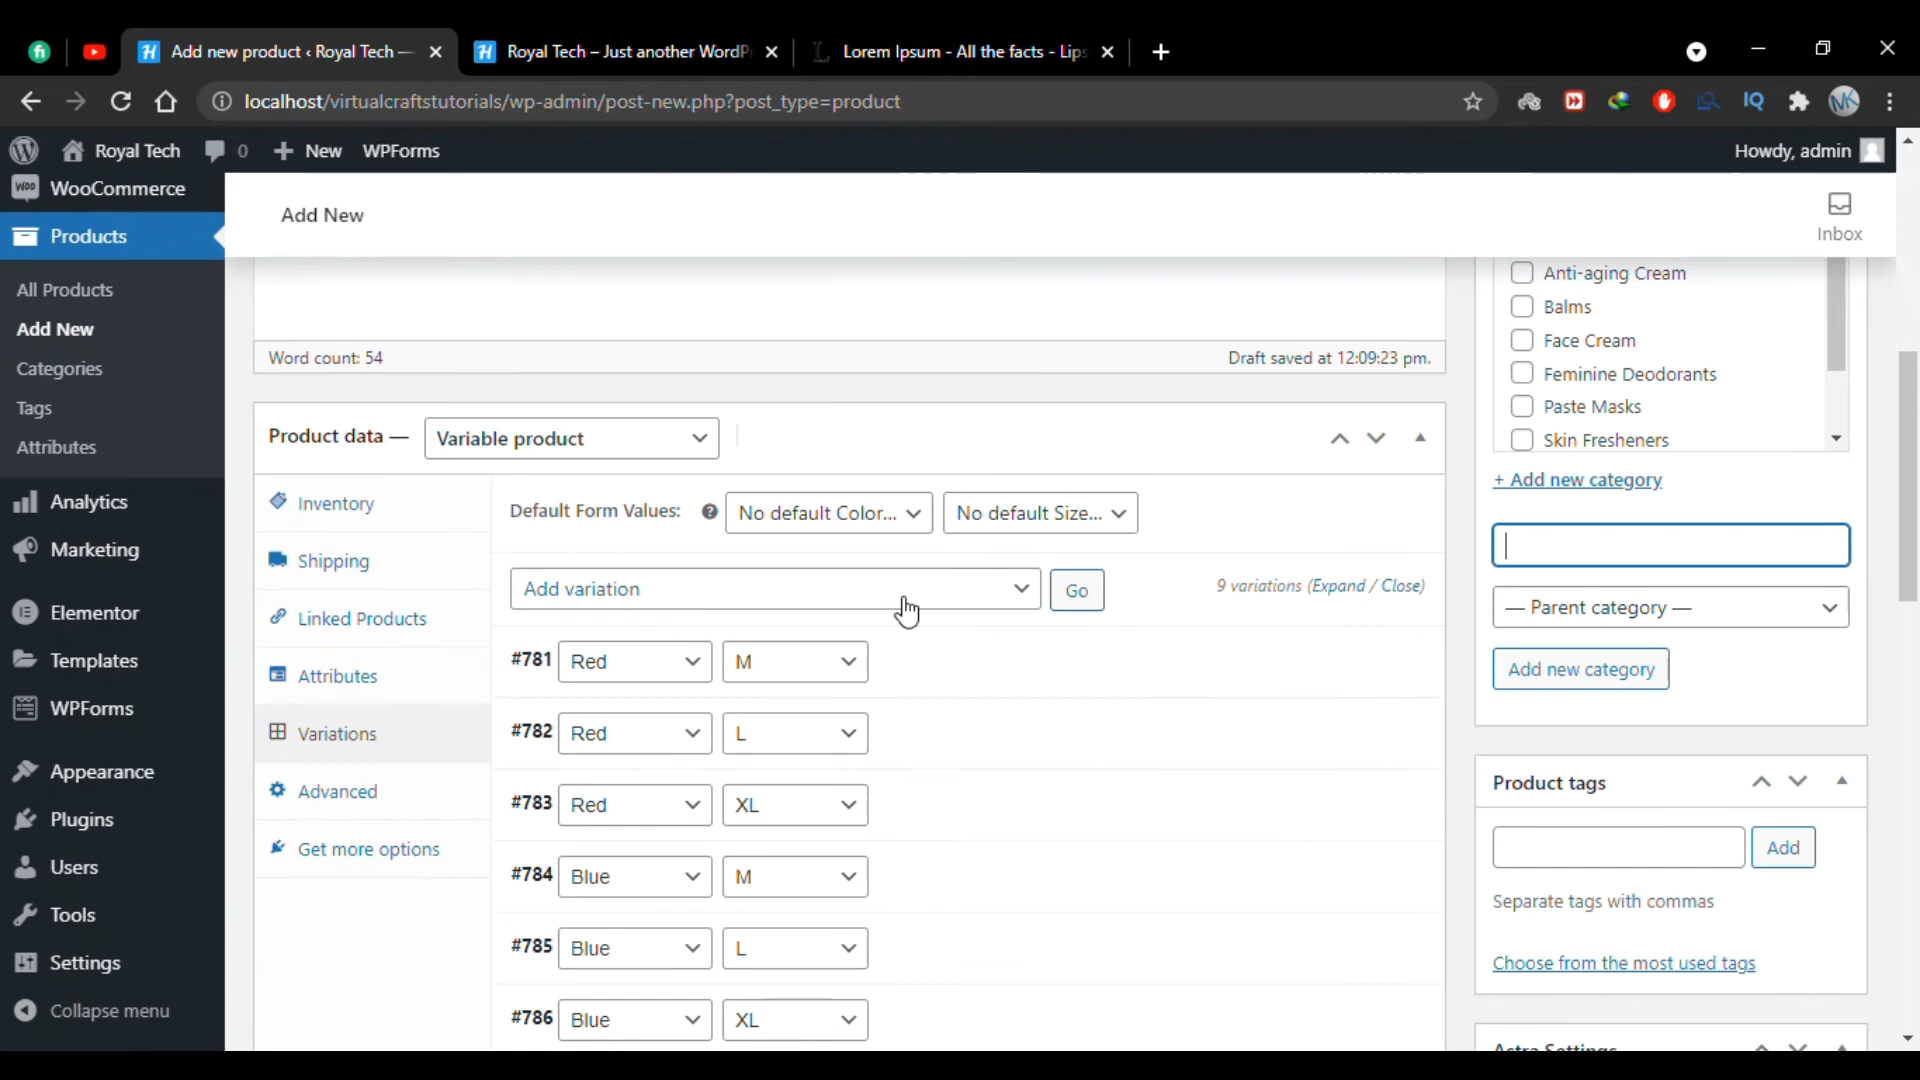 Add new product ‹ Royal Tech —
Royal Tech – Just another WordP
Lorem Ipsum - All the facts - Lips
localhost/virtualcraftstutorials/wp-admin/post-new.php?post_type=product
IQ
MK
Royal Tech
0
New
WPForms
Howdy, admin
WooCommerce
Products
All Products
Add New
Categories
Tags
Attributes
Analytics
Marketing
Elementor
Templates
WPForms
Appearance
Plugins
Users
Tools
Settings
Collapse menu
Add New
Inbox
Word count: 54
Draft saved at 12:09:23 pm.
Product data —
Variable product
Inventory
Shipping
Linked Products
Attributes
Variations
Advanced
Get more options
Default Form Values:
No default Color...
No default Size...
Add variation
Go
9 variations (Expand / Close)
#781 Red M
#782 Red L
#783 Red XL
#784 Blue M
#785 Blue L
#786 Blue XL
Anti-aging Cream
Balms
Face Cream
Feminine Deodorants
Paste Masks
Skin Fresheners
+ Add new category
— Parent category —
Add new category
Product tags
Add
Separate tags with commas
Choose from the most used tags
Astra Settings